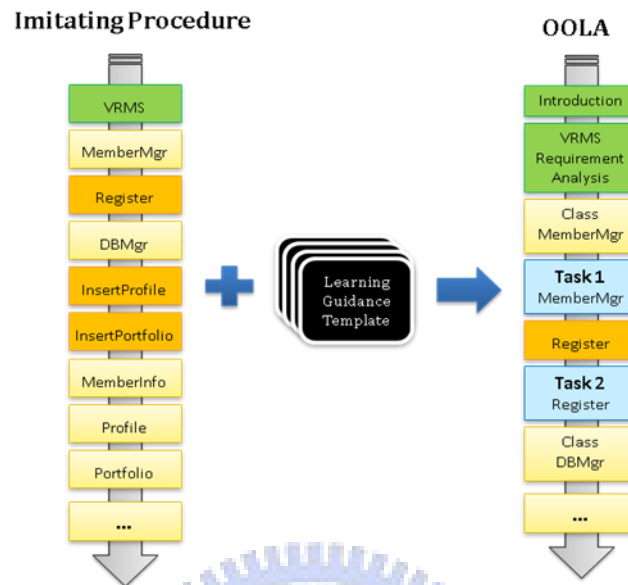 Imitating Procedure
VRMS
MemberMgr
Register
DBMgr
InsertProfile
InsertPortfolio
MemberInfo
Profile
Portfolio
...
Learning
Guidance
Template
OOLA
Introduction
VRMS
Requirement
Analysis
Class
MemberMgr
Task 1
MemberMgr
Register
Task 2
Register
Class
DBMgr
...